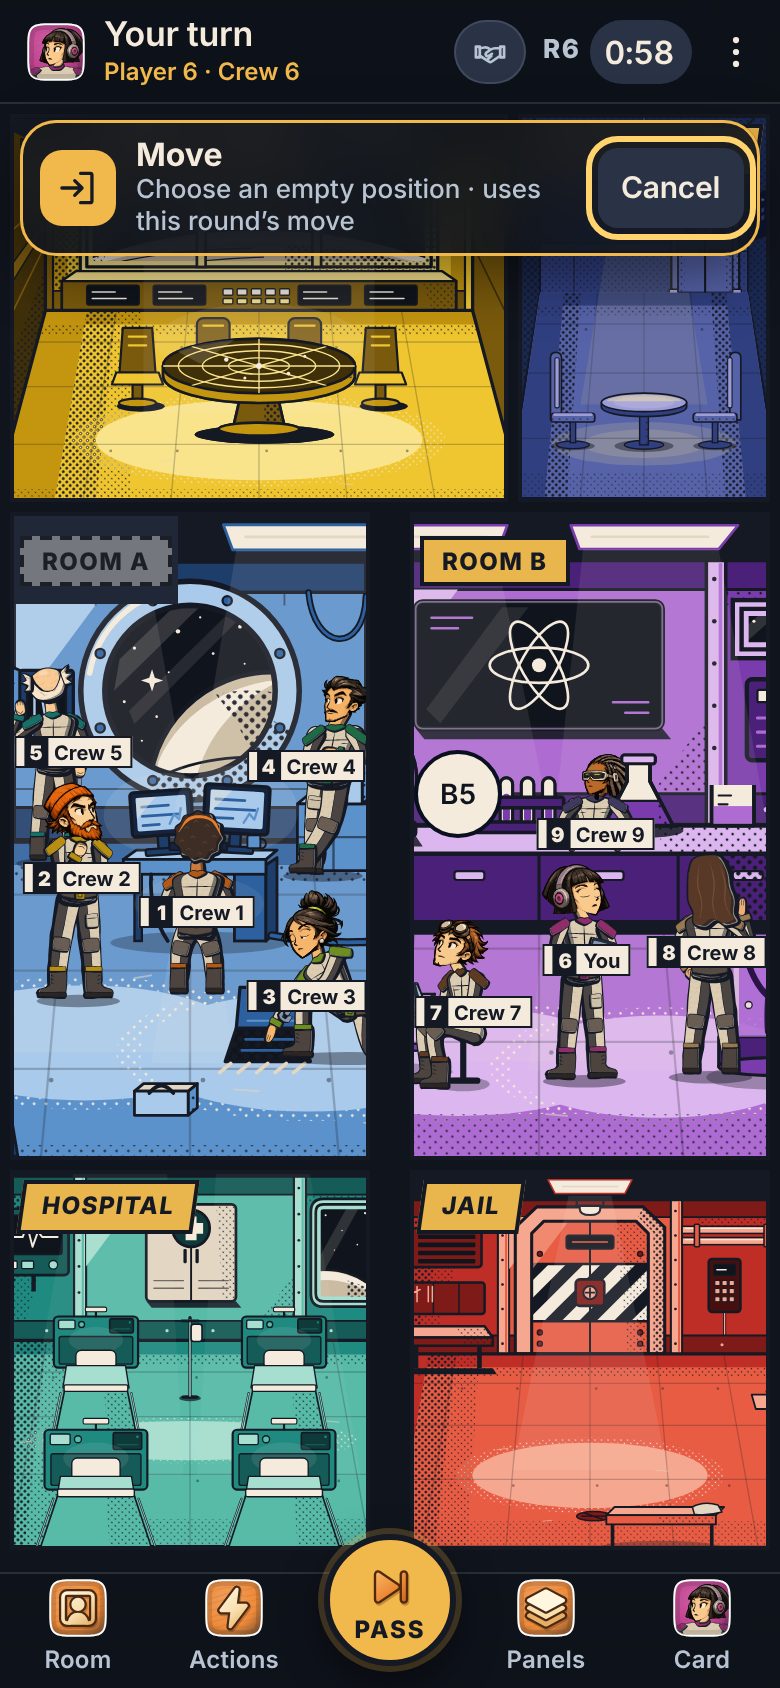 Your turn
Player 6 · Crew 6
R6
0:58
Move
Choose an empty position · uses
this round’s move
Cancel
ROOM A
ROOM B
5 Crew 5
4 Crew 4
B5
9 Crew 9
2 Crew 2
1 Crew 1
6 You
8 Crew 8
3 Crew 3
7 Crew 7
HOSPITAL
JAIL
PASS
Room
Actions
Panels
Card